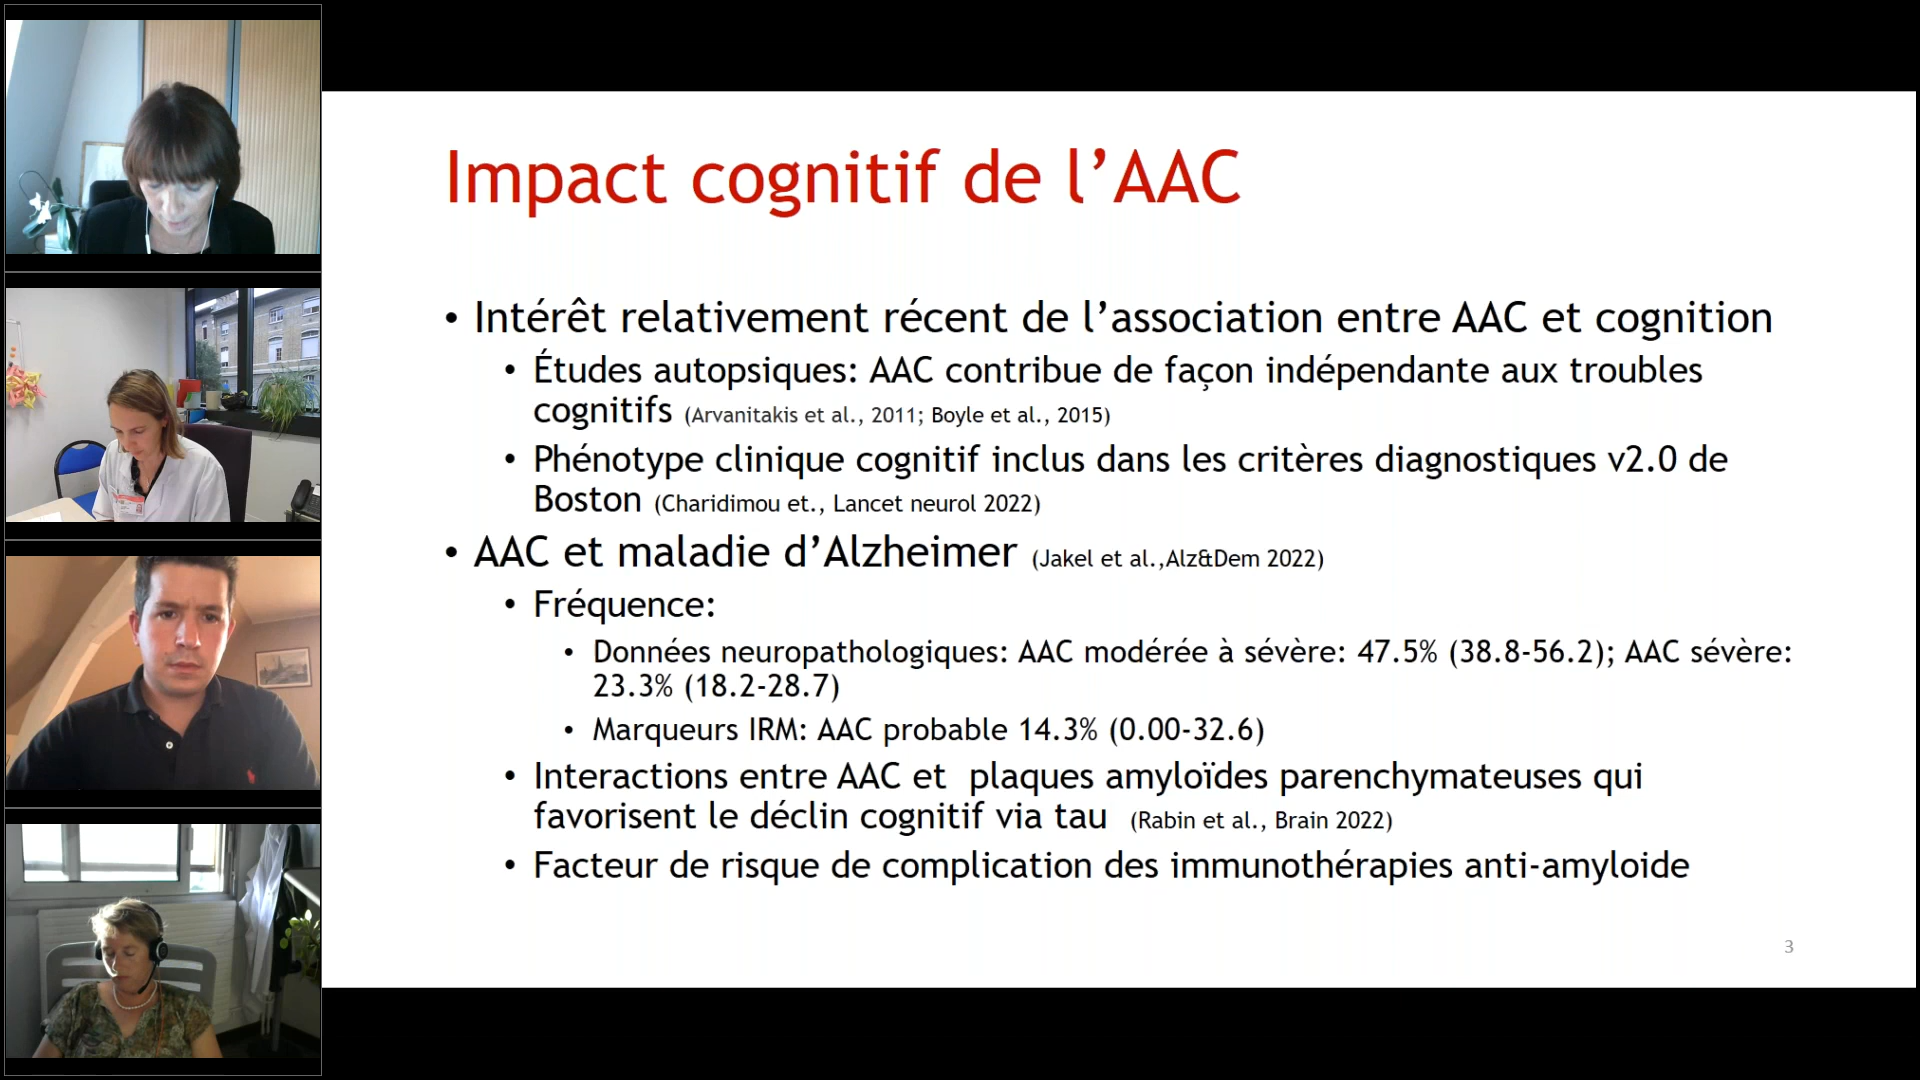 Impact cognitif de l’AAC
• Intérêt relativement récent de l’association entre AAC et cognition
• Études autopsiques: AAC contribue de façon indépendante aux troubles
cognitifs (Arvanitakis et al., 2011; Boyle et al., 2015)
• Phénotype clinique cognitif inclus dans les critères diagnostiques v2.0 de
Boston (Charidimou et., Lancet neurol 2022)
• AAC et maladie d’Alzheimer (Jakel et al.,Alz&Dem 2022)
• Fréquence:
• Données neuropathologiques: AAC modérée à sévère: 47.5% (38.8-56.2); AAC sévère:
23.3% (18.2-28.7)
• Marqueurs IRM: AAC probable 14.3% (0.00-32.6)
• Interactions entre AAC et plaques amyloïdes parenchymateuses qui
favorisent le déclin cognitif via tau (Rabin et al., Brain 2022)
• Facteur de risque de complication des immunothérapies anti-amyloide
3